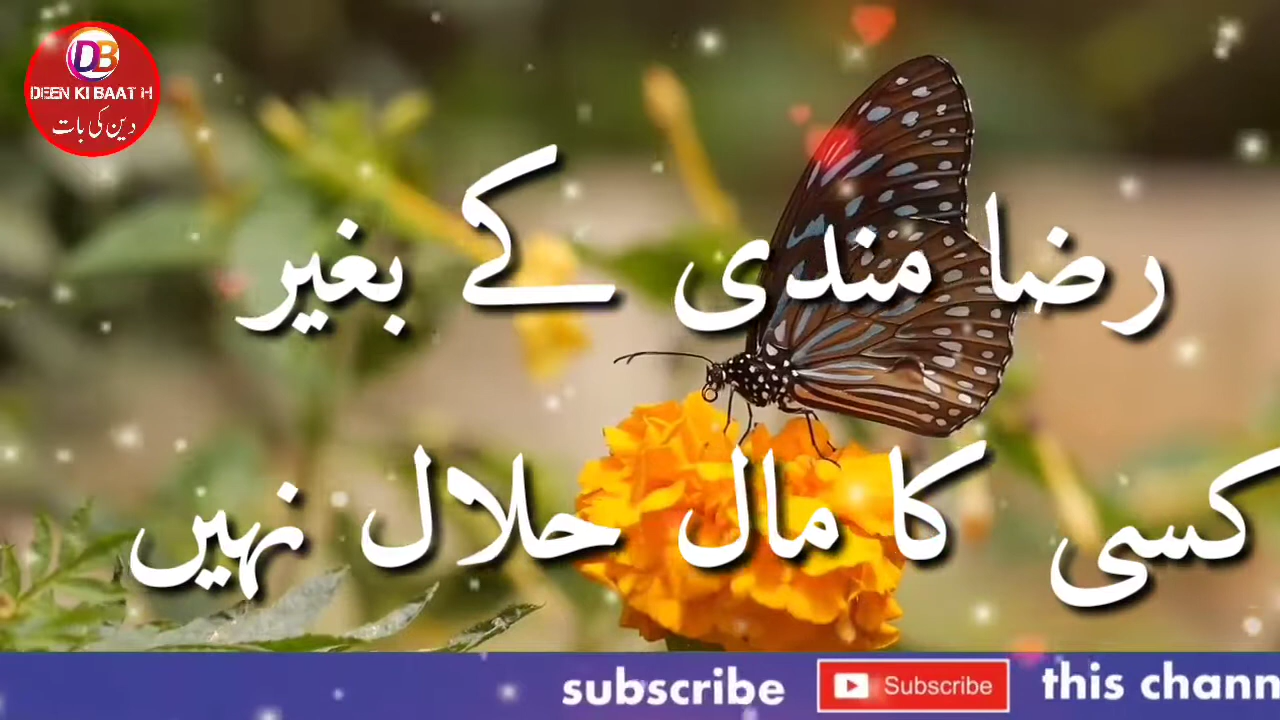 DB
DEEN KI BAAT H
دین کی بات
رضا مندی کے بغیر
کسی کا مال حلال نہیں
subscribe Subscribe this chann